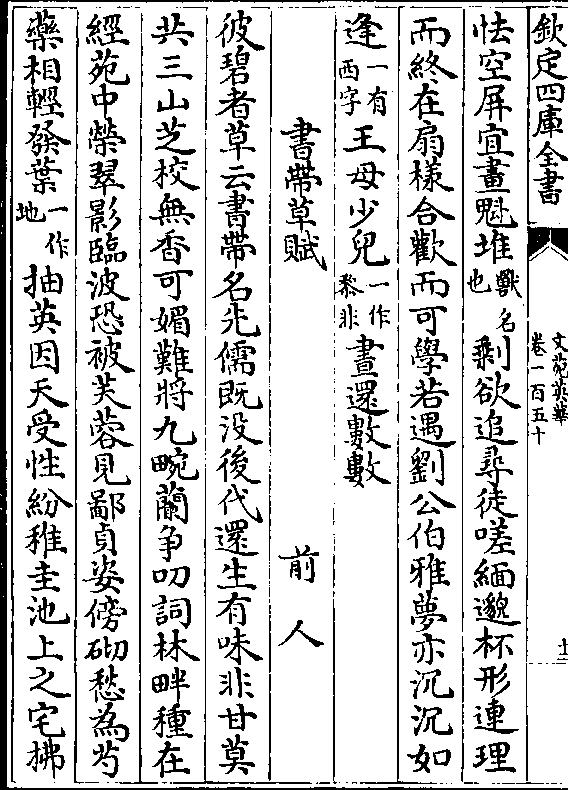 欽定四庫全書
文苑英華
卷一百五十
士
怯空屏宜畫魁堆獸名也剩欲追尋徒嗟緬邈杯形連理
而終在扇樣合歡而可學若遇劉公伯雅夢亦沉沉如
逢一有西字王母少兒一作黎非晝還數數
書帶草賦 前人
彼碧者草云書帶名先儒既没後代還生有味非甘莫
共三山芝校無香可媚難將九畹蘭争叨詞林畔種在
經苑中榮翠影臨波恐被芙蓉見鄙貞姿傍砌愁為芍
藥相輕發葉一作地抽英因天受性紛稚圭池上之宅拂